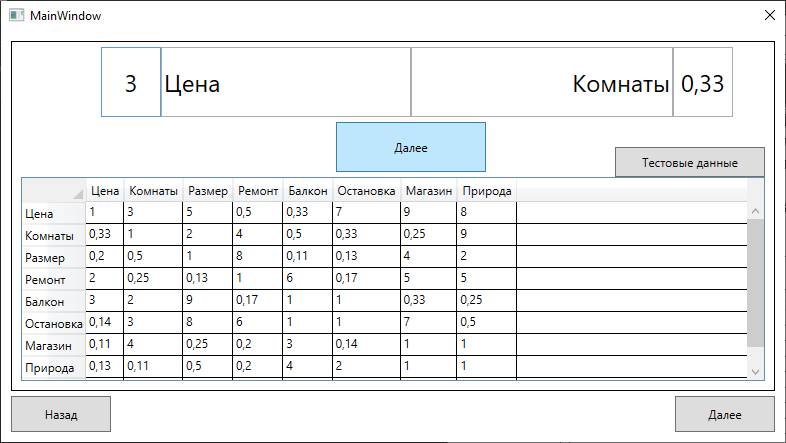 MainWindow
3 Цена Комнаты 0,33
Далее
Тестовые данные
Цена Комнаты Размер Ремонт Балкон Остановка Магазин Природа
Цена 1 3 5 0,5 0,33 7 9 8
Комнаты 0,33 1 2 4 0,5 0,33 0,25 9
Размер 0,2 0,5 1 8 0,11 0,13 4 2
Ремонт 2 0,25 0,13 1 6 0,17 5 5
Балкон 3 2 9 0,17 1 1 0,33 0,25
Остановка 0,14 3 8 6 1 1 7 0,5
Магазин 0,11 4 0,25 0,2 3 0,14 1 1
Природа 0,13 0,11 0,5 0,2 4 2 1 1
Назад Далее